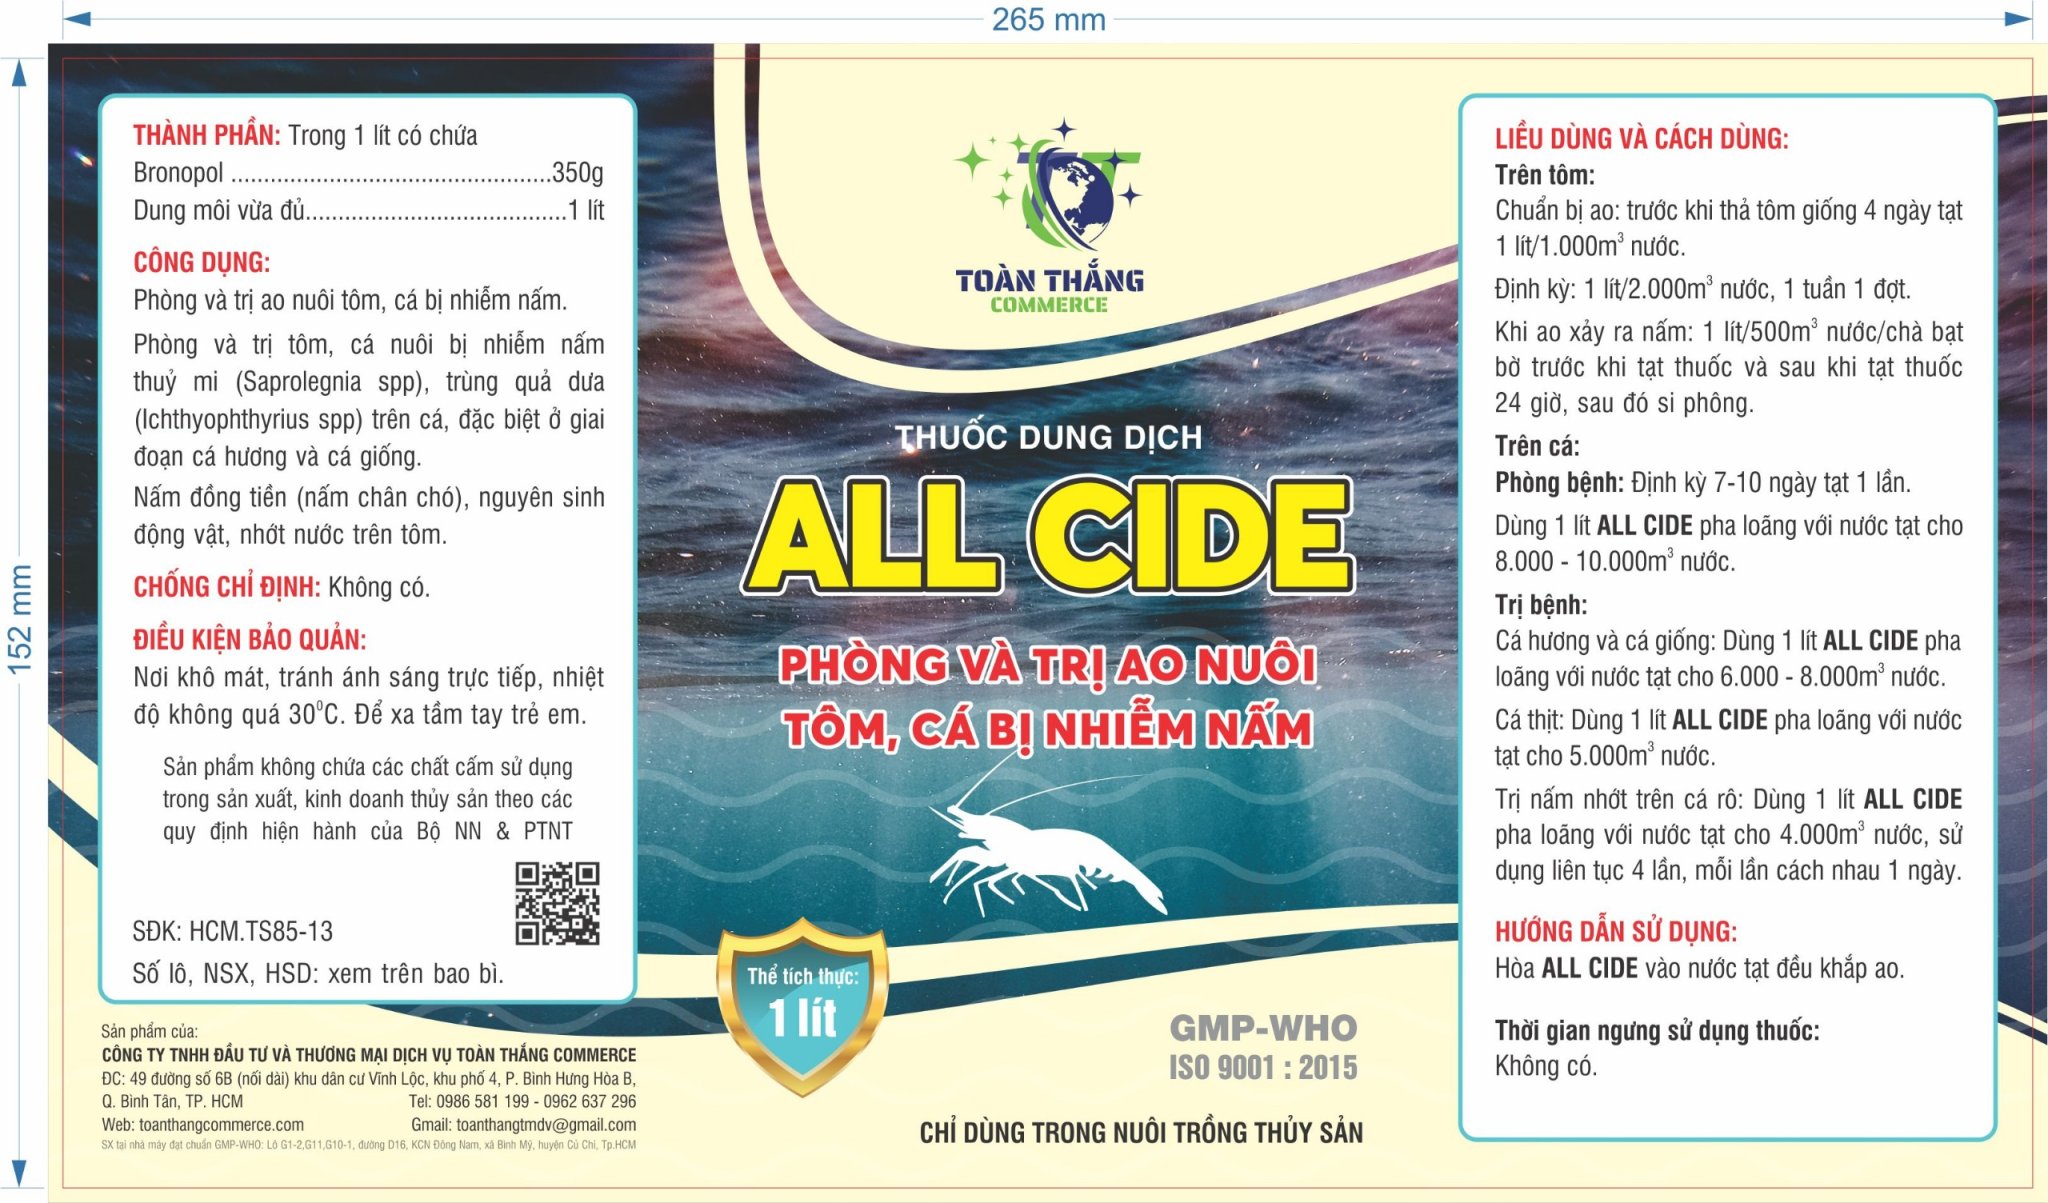 265 mm
152 mm
THÀNH PHẦN: Trong 1 lít có chứa
Bronopol .................................................350g
Dung môi vừa đủ........................................1 lít
CÔNG DỤNG:
Phòng và trị ao nuôi tôm, cá bị nhiễm nấm.
Phòng và trị tôm, cá nuôi bị nhiễm nấm
thuỷ mi (Saprolegnia spp), trùng quả dưa
(Ichthyophthyrius spp) trên cá, đặc biệt ở giai
đoạn cá hương và cá giống.
Nấm đồng tiền (nấm chân chó), nguyên sinh
động vật, nhớt nước trên tôm.
CHỐNG CHỈ ĐỊNH: Không có.
ĐIỀU KIỆN BẢO QUẢN:
Nơi khô mát, tránh ánh sáng trực tiếp, nhiệt
độ không quá 30⁰C. Để xa tầm tay trẻ em.
Sản phẩm không chứa các chất cấm sử dụng
trong sản xuất, kinh doanh thủy sản theo các
quy định hiện hành của Bộ NN & PTNT
SĐK: HCM.TS85-13
Số lô, NSX, HSD: xem trên bao bì.
Sản phẩm của:
CÔNG TY TNHH ĐẦU TƯ VÀ THƯƠNG MẠI DỊCH VỤ TOÀN THẮNG COMMERCE
ĐC: 49 đường số 6B (nối dài) khu dân cư Vĩnh Lộc, khu phố 4, P. Bình Hưng Hòa B,
Q. Bình Tân, TP. HCM Tel: 0986 581 199 - 0962 637 296
Web: toanthangcommerce.com Gmail: toanthangtmdv@gmail.com
SX tại nhà máy đạt chuẩn GMP-WHO: Lô G1-2,G11,G10-1, đường D16, KCN Đông Nam, xã Bình Mỹ, huyện Củ Chi, Tp.HCM
TOÀN THẮNG
COMMERCE
THUỐC DUNG DỊCH
ALL CIDE
PHÒNG VÀ TRỊ AO NUÔI
TÔM, CÁ BỊ NHIỄM NẤM
Thể tích thực:
1 lít
GMP-WHO
ISO 9001 : 2015
CHỈ DÙNG TRONG NUÔI TRỒNG THỦY SẢN
LIỀU DÙNG VÀ CÁCH DÙNG:
Trên tôm:
Chuẩn bị ao: trước khi thả tôm giống 4 ngày tạt
1 lít/1.000m³ nước.
Định kỳ: 1 lít/2.000m³ nước, 1 tuần 1 đợt.
Khi ao xảy ra nấm: 1 lít/500m³ nước/chà bạt
bờ trước khi tạt thuốc và sau khi tạt thuốc
24 giờ, sau đó si phông.
Trên cá:
Phòng bệnh: Định kỳ 7-10 ngày tạt 1 lần.
Dùng 1 lít ALL CIDE pha loãng với nước tạt cho
8.000 - 10.000m³ nước.
Trị bệnh:
Cá hương và cá giống: Dùng 1 lít ALL CIDE pha
loãng với nước tạt cho 6.000 - 8.000m³ nước.
Cá thịt: Dùng 1 lít ALL CIDE pha loãng với nước
tạt cho 5.000m³ nước.
Trị nấm nhớt trên cá rô: Dùng 1 lít ALL CIDE
pha loãng với nước tạt cho 4.000m³ nước, sử
dụng liên tục 4 lần, mỗi lần cách nhau 1 ngày.
HƯỚNG DẪN SỬ DỤNG:
Hòa ALL CIDE vào nước tạt đều khắp ao.
Thời gian ngưng sử dụng thuốc:
Không có.